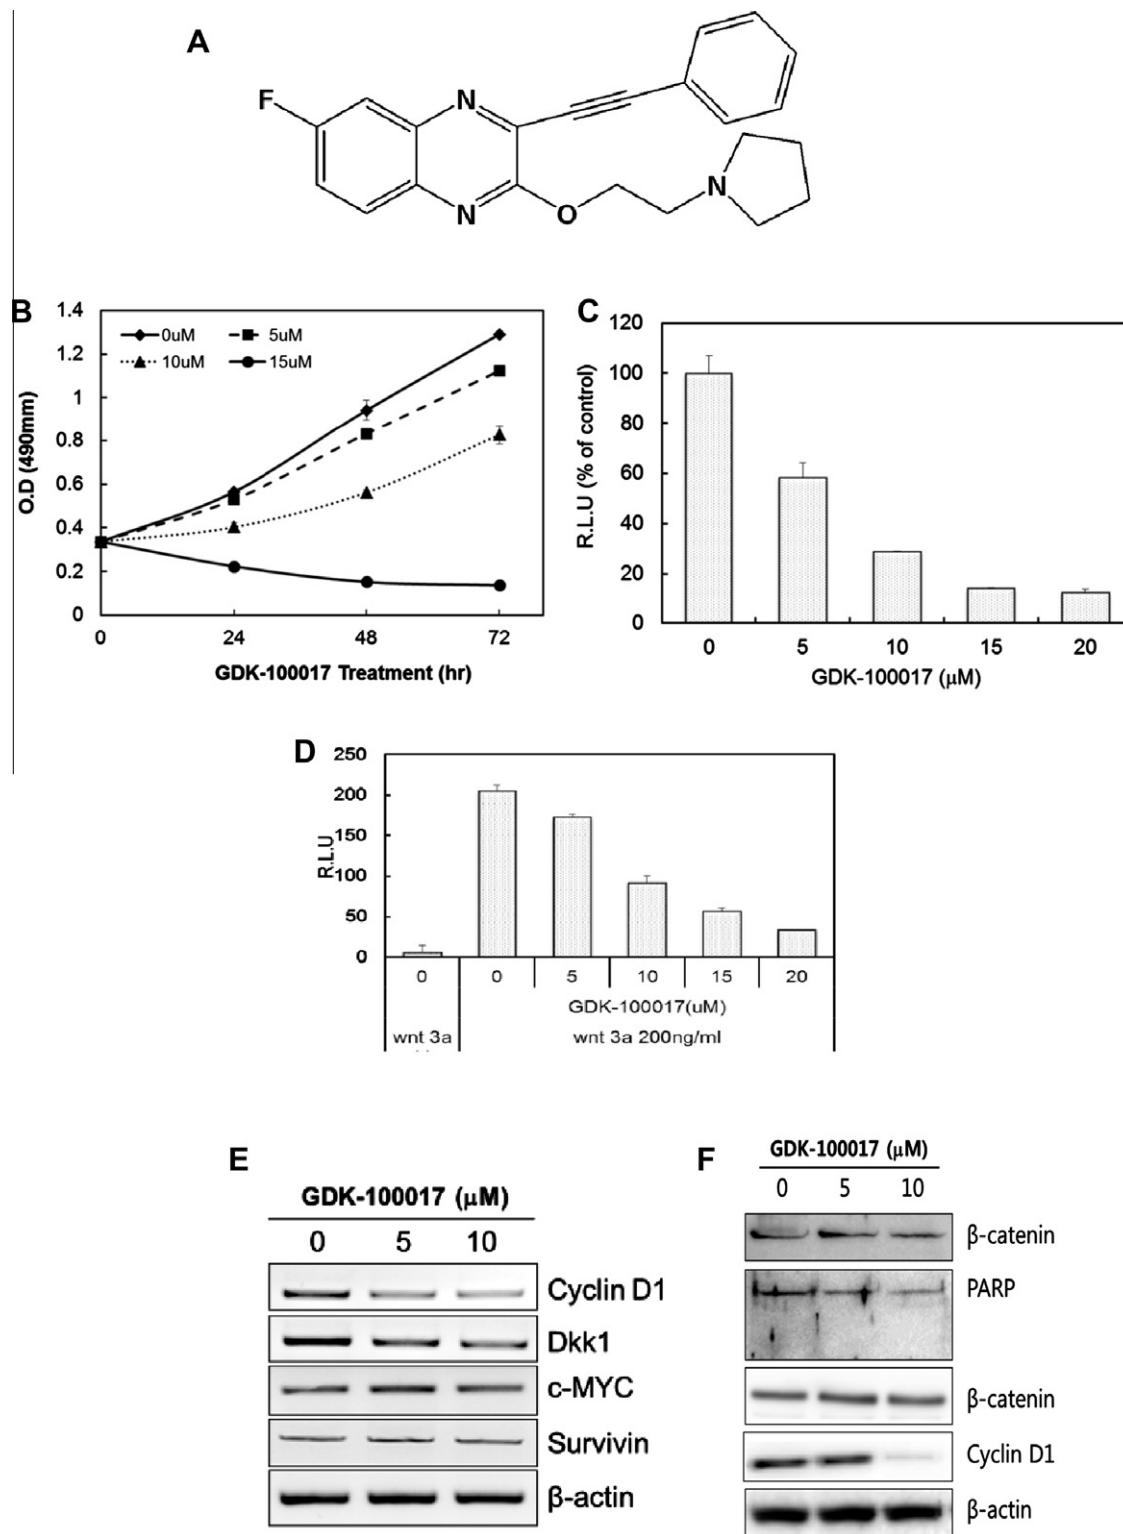 A
F
N
N
N
O
B
1.4
1.2
1
0.8
0.6
0.4
0.2
0
O.D (490mm)
0uM 5uM
10uM 15uM
0 24 48 72
GDK-100017 Treatment (hr)
C
120
100
80
60
40
20
0
R.L.U (% of control)
0 5 10 15 20
GDK-100017 (μM)
D
250
200
150
100
50
0
R.L.U
0 0 5 10 15 20
GDK-100017(uM)
wnt 3a wnt 3a 200ng/ml
E
GDK-100017 (μM)
0 5 10
Cyclin D1
Dkk1
c-MYC
Survivin
β-actin
F
GDK-100017 (μM)
0 5 10
β-catenin
PARP
β-catenin
Cyclin D1
β-actin